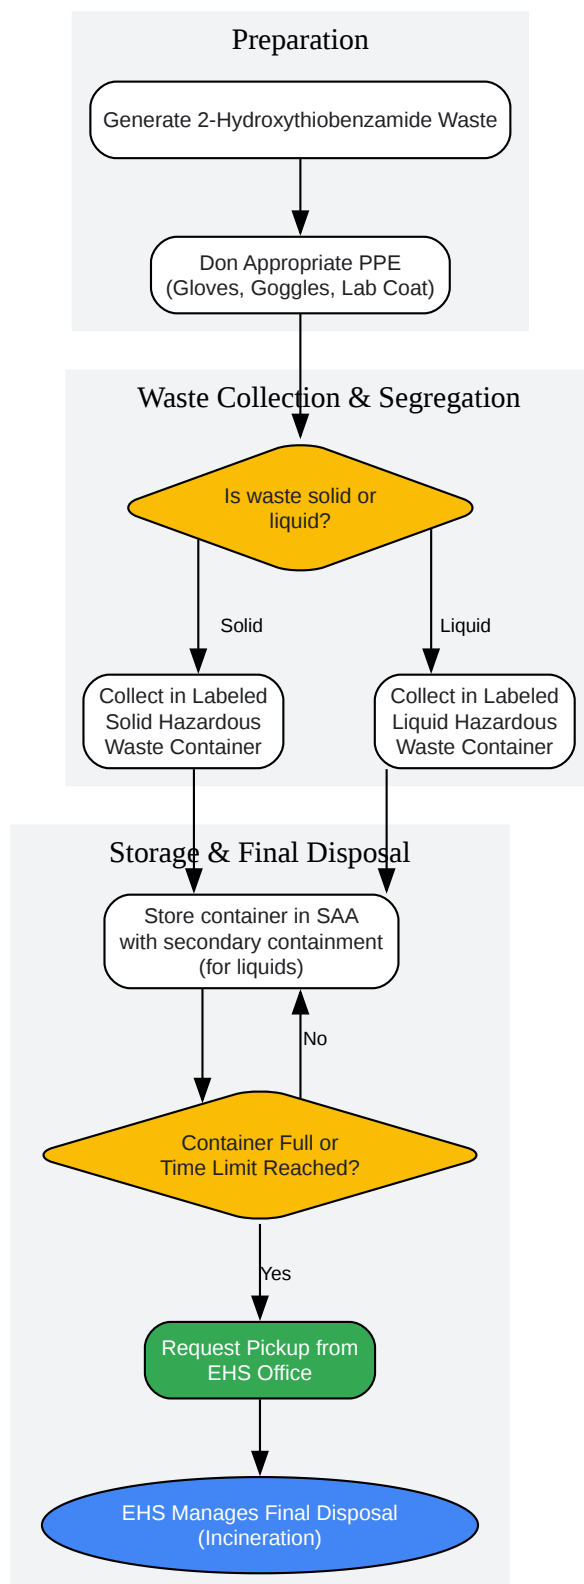 Preparation
Generate 2-Hydroxythiobenzamide Waste
Don Appropriate PPE
(Gloves, Goggles, Lab Coat)
Waste Collection & Segregation
Is waste solid or
liquid?
Solid
Liquid
Collect in Labeled
Solid Hazardous
Waste Container
Collect in Labeled
Liquid Hazardous
Waste Container
Storage & Final Disposal
Store container in SAA
with secondary containment
(for liquids)
No
Container Full or
Time Limit Reached?
Yes
Request Pickup from
EHS Office
EHS Manages Final Disposal
(Incineration)